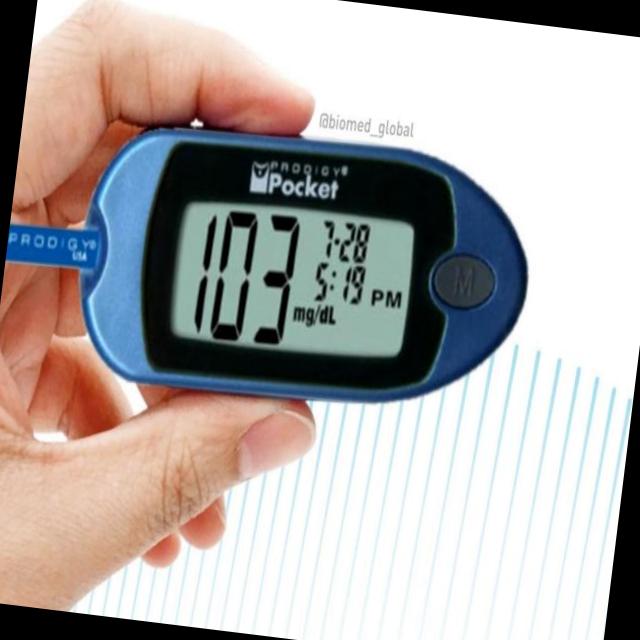 @biomed_global
PRODIGY®
Pocket
7-28
103
5:19 PM
mg/dL
PRODIGY®
USA
M